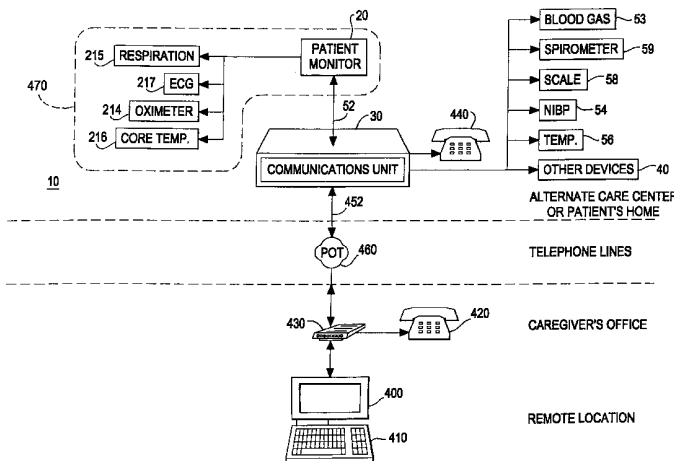 20
BLOOD GAS
53
215
RESPIRATION
PATIENT
MONITOR
SPIROMETER
59
217
ECG
SCALE
58
470
214
OXIMETER
52
30
440
NIBP
54
216
CORE TEMP.
TEMP.
56
COMMUNICATIONS UNIT
OTHER DEVICES
40
10
452
ALTERNATE CARE CENTER
OR PATIENT'S HOME
POT
460
TELEPHONE LINES
430
420
CAREGIVER'S OFFICE
400
410
REMOTE LOCATION